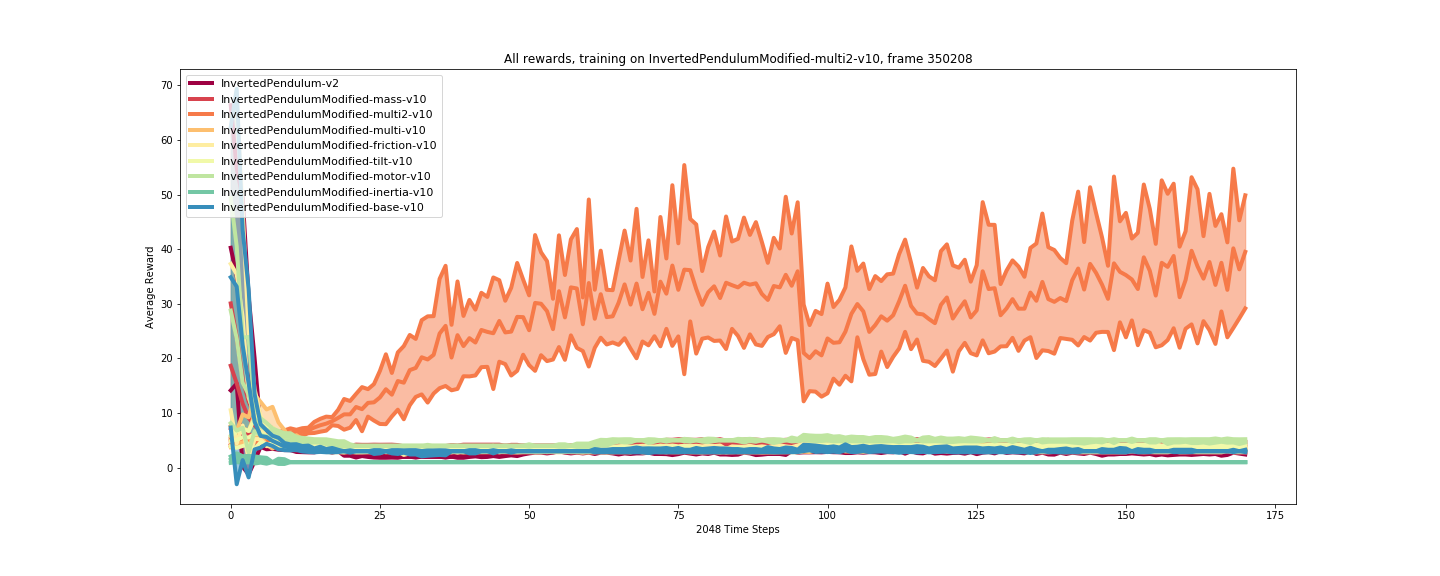 All rewards, training on InvertedPendulumModified-multi2-v10, frame 350208
InvertedPendulum-v2
InvertedPendulumModified-mass-v10
InvertedPendulumModified-multi2-v10
InvertedPendulumModified-multi-v10
InvertedPendulumModified-friction-v10
InvertedPendulumModified-tilt-v10
InvertedPendulumModified-motor-v10
InvertedPendulumModified-inertia-v10
InvertedPendulumModified-base-v10
70
60
50
40
30
20
10
0
Average Reward
0 25 50 75 100 125 150 175
2048 Time Steps